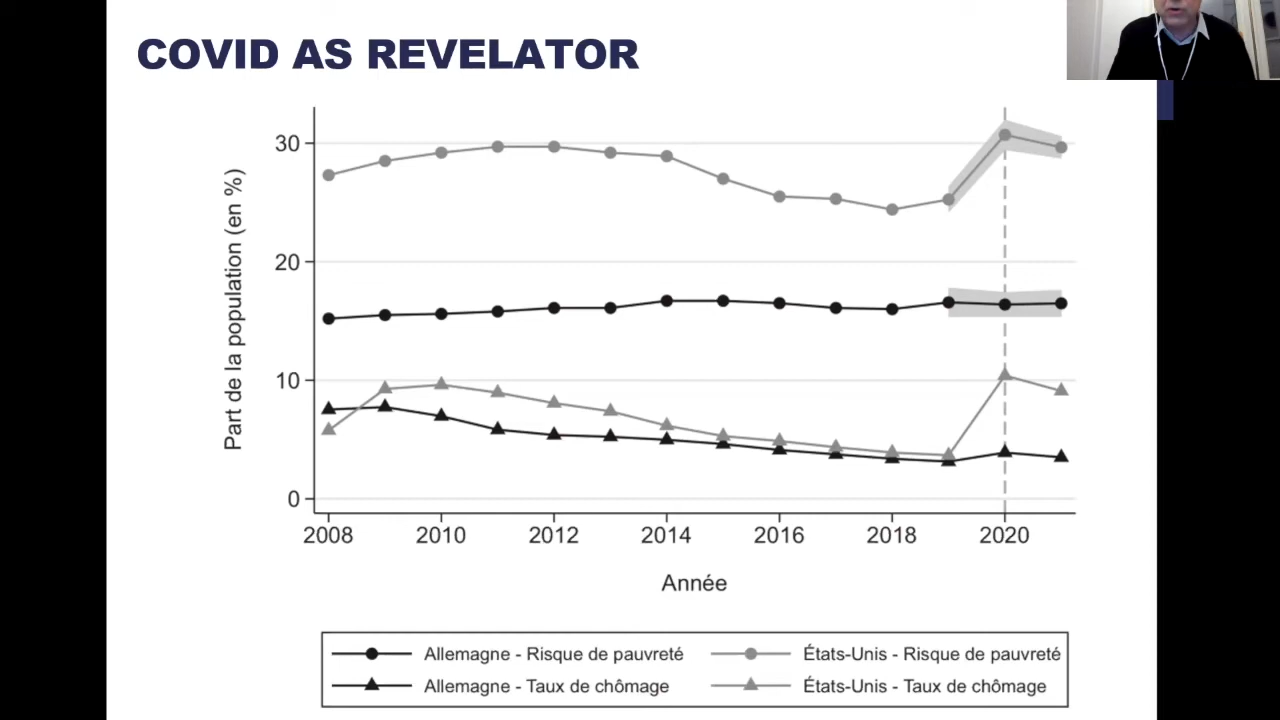 COVID AS REVELATOR
30
20
10
0
Part de la population (en %)
2008 2010 2012 2014 2016 2018 2020
Année
Allemagne - Risque de pauvreté États-Unis - Risque de pauvreté
Allemagne - Taux de chômage États-Unis - Taux de chômage